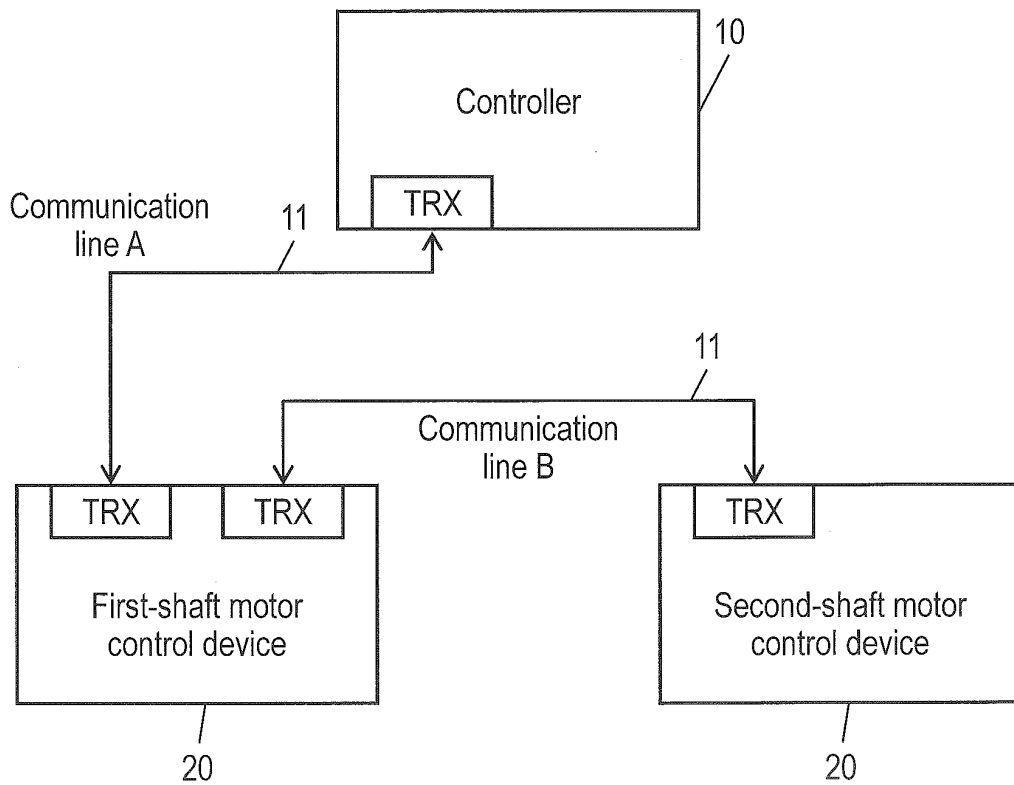 10
Controller
TRX
Communication
line A
11
11
Communication
line B
TRX
TRX
TRX
First-shaft motor
control device
Second-shaft motor
control device
20
20